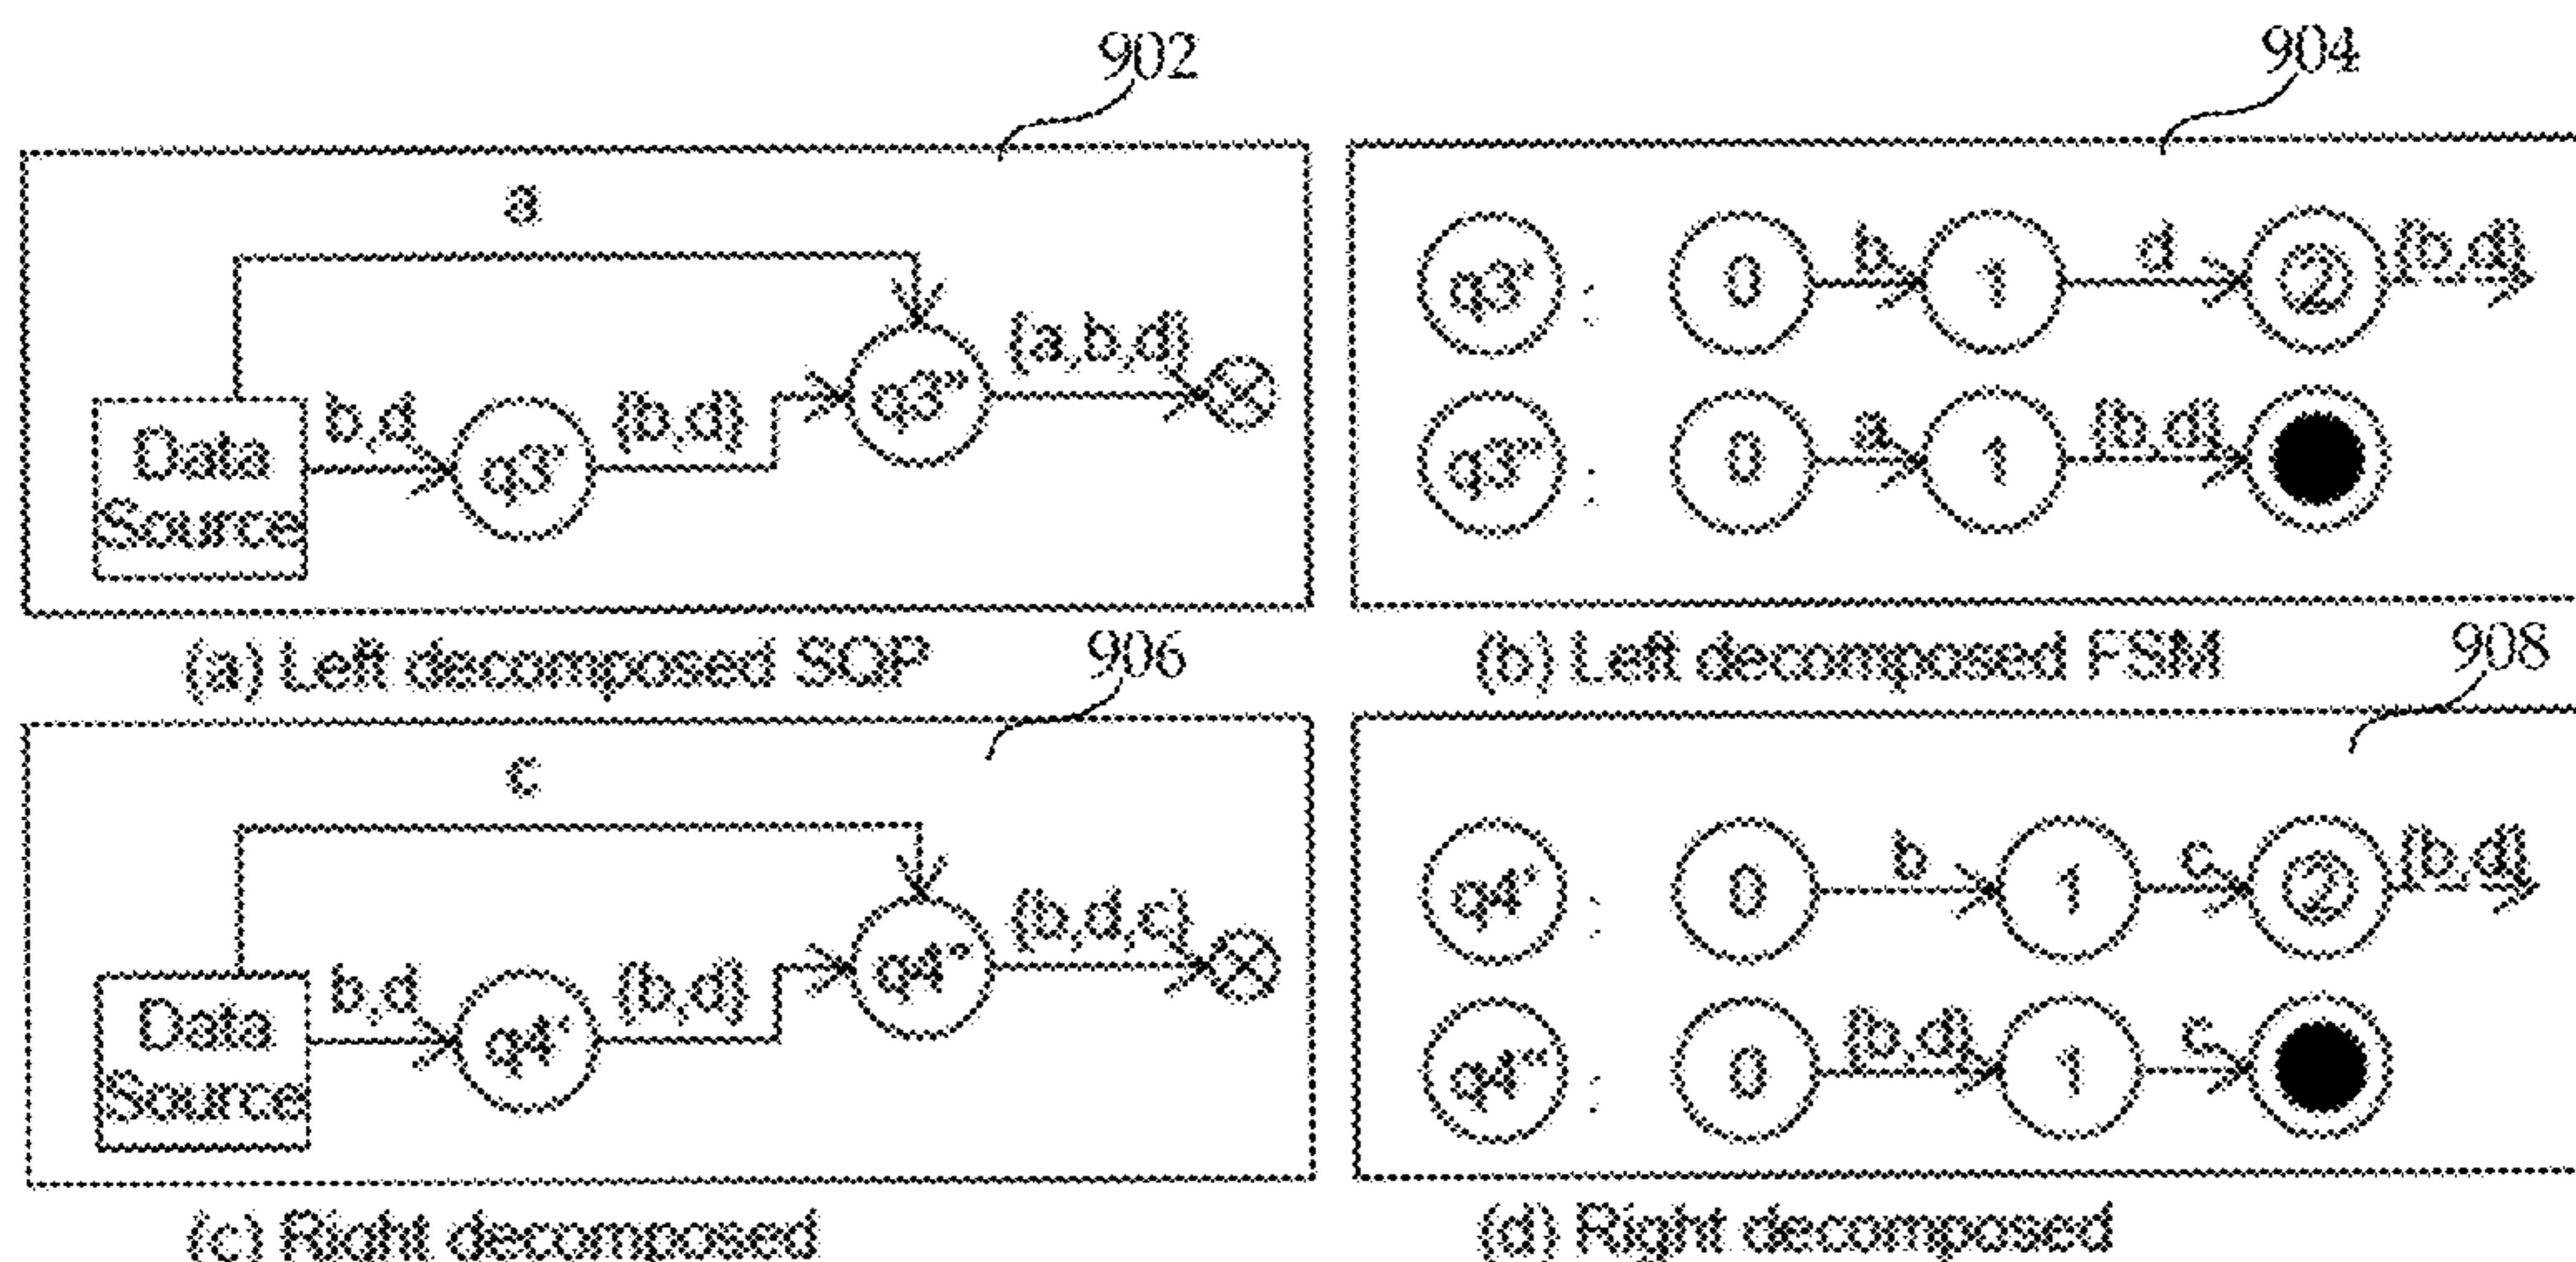 902
904
a
{a,b,d}
b,d
{b,d}
q3'
q3"
Data
Source
q3' :
0
b
1
d
2
{b,d}
q3" :
0
a
1
{b,d}
(a) Left decomposed SQP
(b) Left decomposed FSM
906
908
c
{b,d,c}
b,d
{b,d}
q4'
q4"
Data
Source
q4' :
0
b
1
c
2
{b,d}
q4" :
0
{b,d}
1
c
(c) Right decomposed
(d) Right decomposed